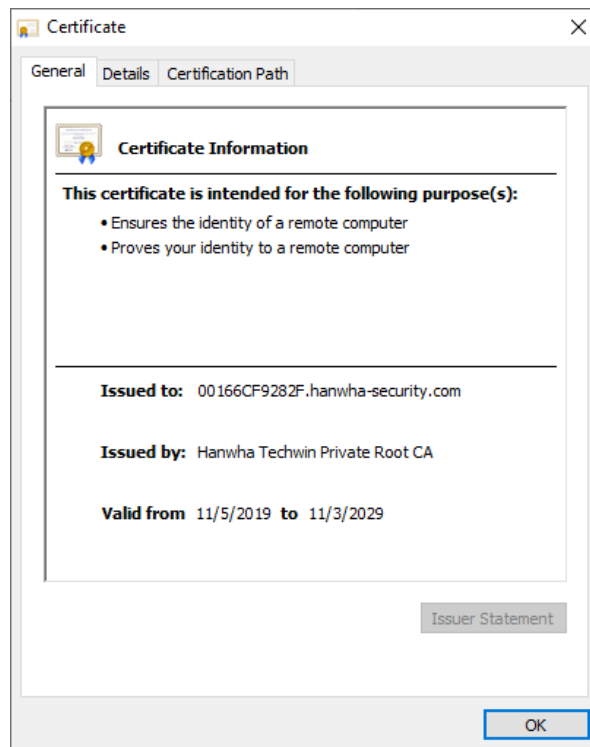 Certificate
General Details Certification Path
Certificate Information
This certificate is intended for the following purpose(s):
• Ensures the identity of a remote computer
• Proves your identity to a remote computer
Issued to: 00166CF9282F.hanwha-security.com
Issued by: Hanwha Techwin Private Root CA
Valid from 11/5/2019 to 11/3/2029
Issuer Statement
OK